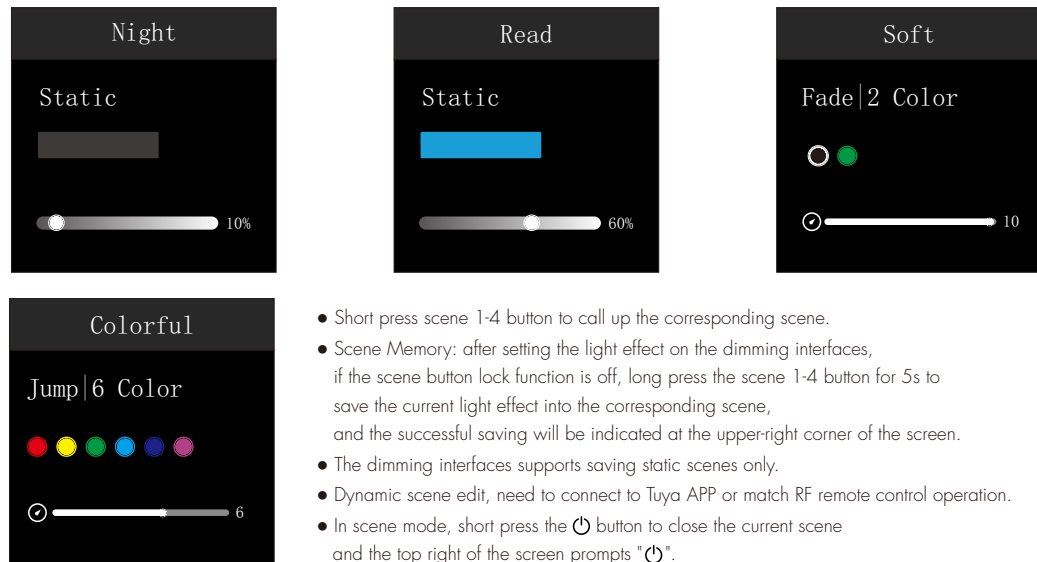 Night
Static
10%
Read
Static
60%
Soft
Fade|2 Color
10
Colorful
Jump|6 Color
6
● Short press scene 1-4 button to call up the corresponding scene.
● Scene Memory: after setting the light effect on the dimming interfaces,
if the scene button lock function is off, long press the scene 1-4 button for 5s to
save the current light effect into the corresponding scene,
and the successful saving will be indicated at the upper-right corner of the screen.
● The dimming interfaces supports saving static scenes only.
● Dynamic scene edit, need to connect to Tuya APP or match RF remote control operation.
● In scene mode, short press the ⏻ button to close the current scene
and the top right of the screen prompts "⏻".